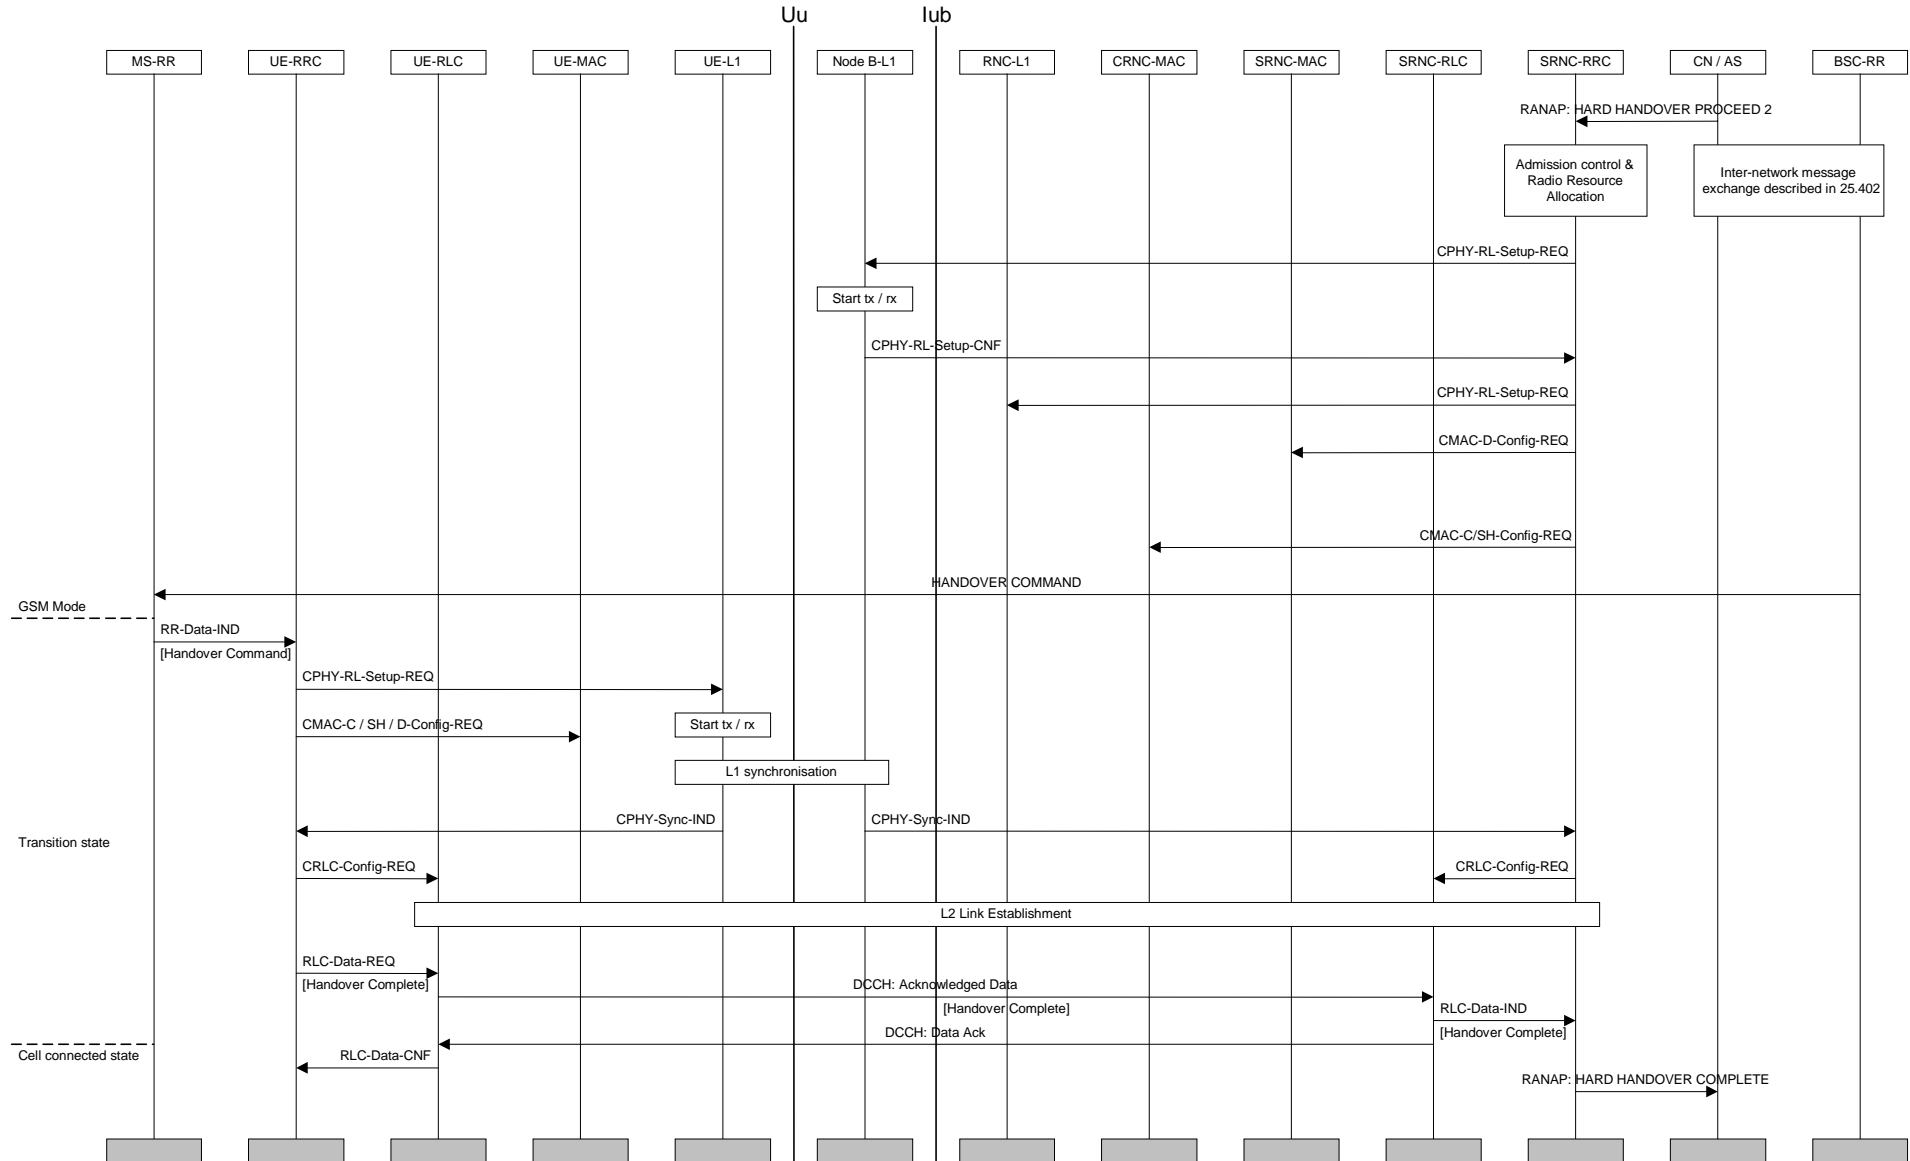 Uu
Iub
MS-RR
UE-RRC
UE-RLC
UE-MAC
UE-L1
Node B-L1
RNC-L1
CRNC-MAC
SRNC-MAC
SRNC-RLC
SRNC-RRC
CN / AS
BSC-RR
RANAP: HARD HANDOVER PROCEED 2
Admission control &
Radio Resource
Allocation
Inter-network message
exchange described in 25.402
CPHY-RL-Setup-REQ
Start tx / rx
CPHY-RL-Setup-CNF
CPHY-RL-Setup-REQ
CMAC-D-Config-REQ
CMAC-C/SH-Config-REQ
HANDOVER COMMAND
GSM Mode
RR-Data-IND
[Handover Command]
CPHY-RL-Setup-REQ
CMAC-C / SH / D-Config-REQ
Start tx / rx
L1 synchronisation
CPHY-Sync-IND
CPHY-Sync-IND
Transition state
CRLC-Config-REQ
CRLC-Config-REQ
L2 Link Establishment
RLC-Data-REQ
[Handover Complete]
DCCH: Acknowledged Data
[Handover Complete]
RLC-Data-IND
[Handover Complete]
DCCH: Data Ack
Cell connected state
RLC-Data-CNF
RANAP: HARD HANDOVER COMPLETE